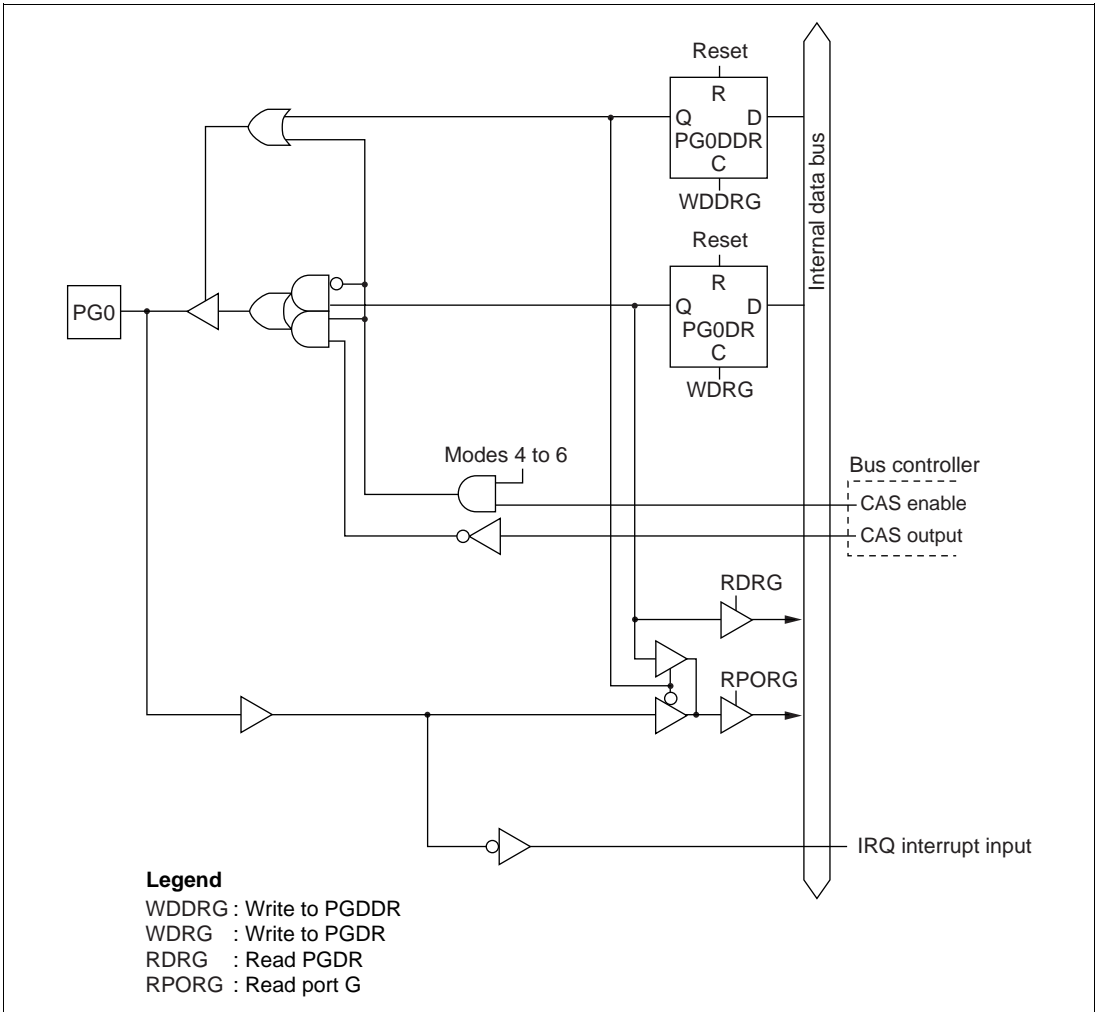 Reset
R
Q D
PG0DDR
C
WDDRG
Reset
R
Q D
PG0DR
C
WDRG
Internal data bus
PG0
Modes 4 to 6
Bus controller
CAS enable
CAS output
RDRG
RPORG
IRQ interrupt input
Legend
WDDRG : Write to PGDDR
WDRG : Write to PGDR
RDRG : Read PGDR
RPORG : Read port G